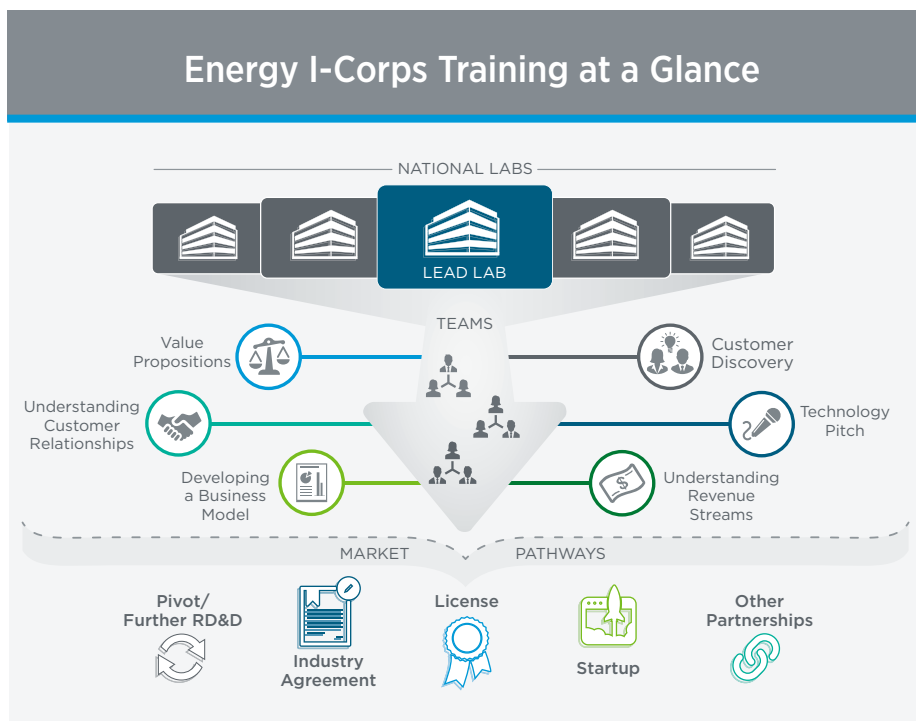 Energy I-Corps Training at a Glance
NATIONAL LABS
LEAD LAB
TEAMS
Value
Propositions
Customer
Discovery
Understanding
Customer
Relationships
Technology
Pitch
Developing
a Business
Model
$
Understanding
Revenue
Streams
MARKET PATHWAYS
Pivot/
Further RD&D
Industry
Agreement
License
Startup
Other
Partnerships